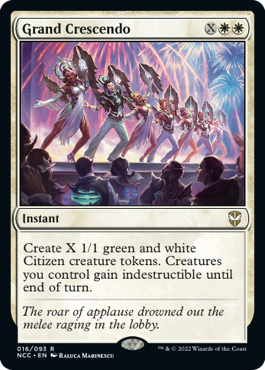 Grand Crescendo XWW
Instant
Create X 1/1 green and white
Citizen creature tokens. Creatures
you control gain indestructible until
end of turn.
The roar of applause drowned out the
melee raging in the lobby.
016/093 R
NCC • EN Raluca Marinescu
™ & © 2022 Wizards of the Coast